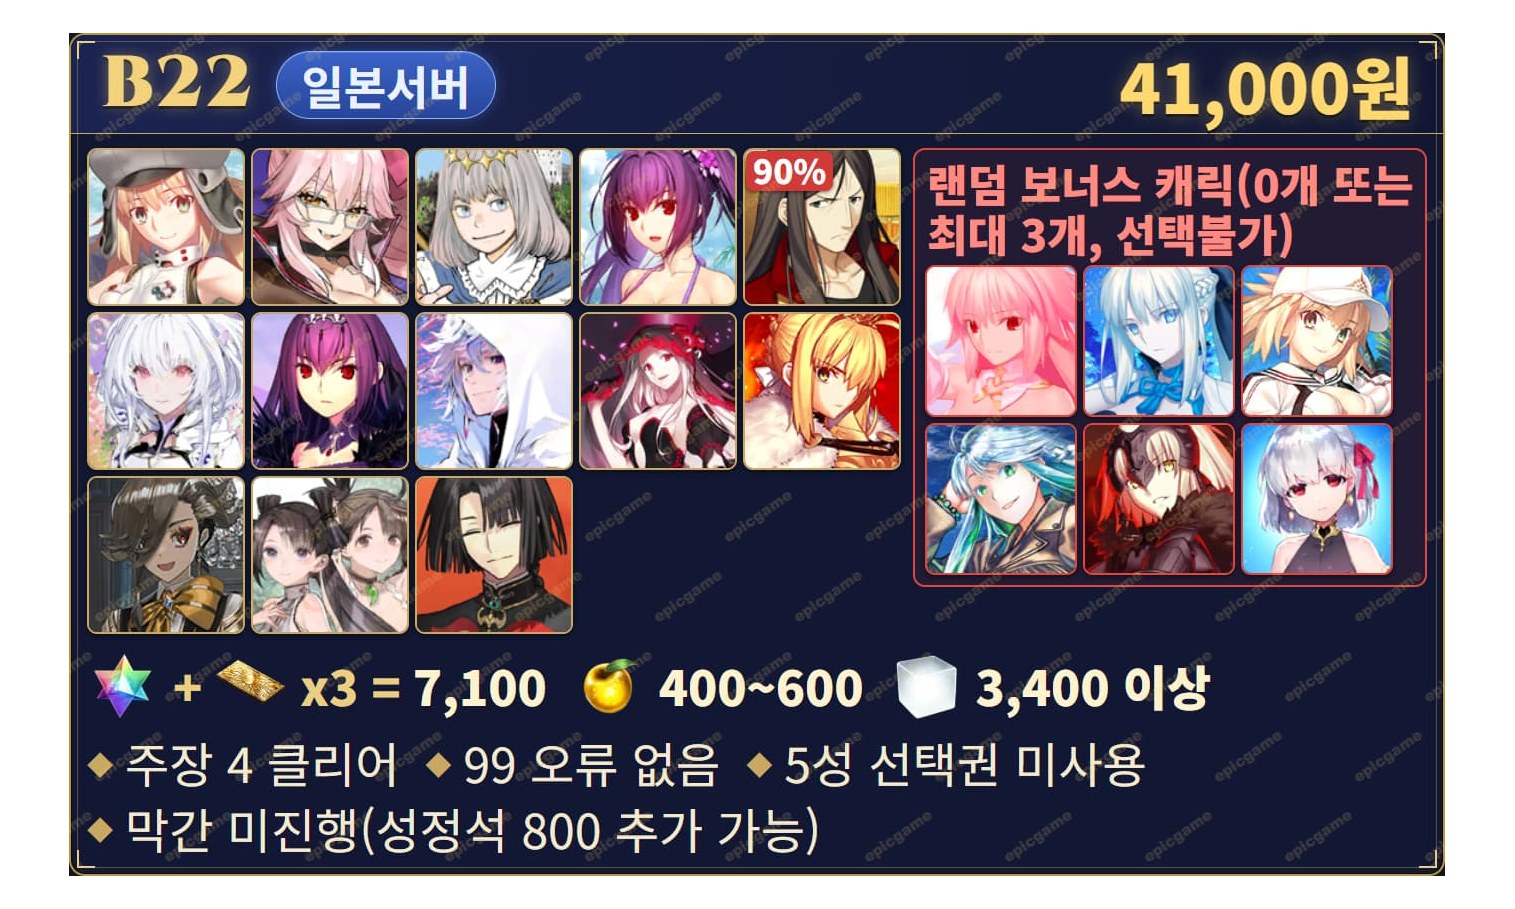 B22 일본서버 41,000원
90%
랜덤 보너스 캐릭(0개 또는
최대 3개, 선택불가)
+ x3 = 7,100 400~600 3,400 이상
◆ 주장 4 클리어 ◆ 99 오류 없음 ◆ 5성 선택권 미사용
◆ 막간 미진행(성정석 800 추가 가능)
epicgame